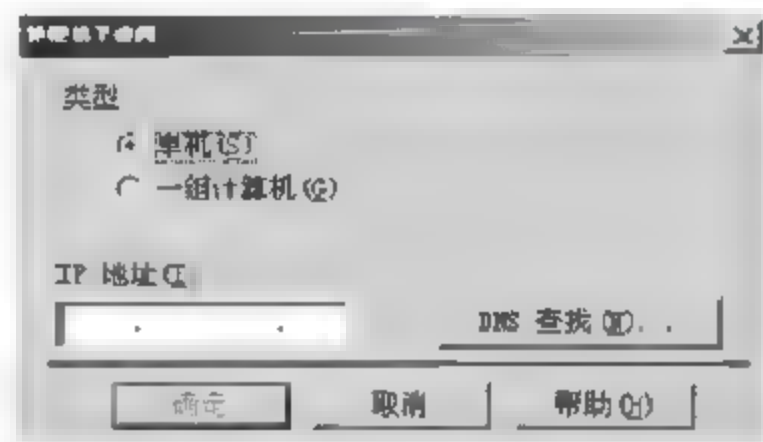 类型
单机(S)
一组计算机(G)
IP 地址(I
DNS 查找(W)...
确定
取消
帮助(H)